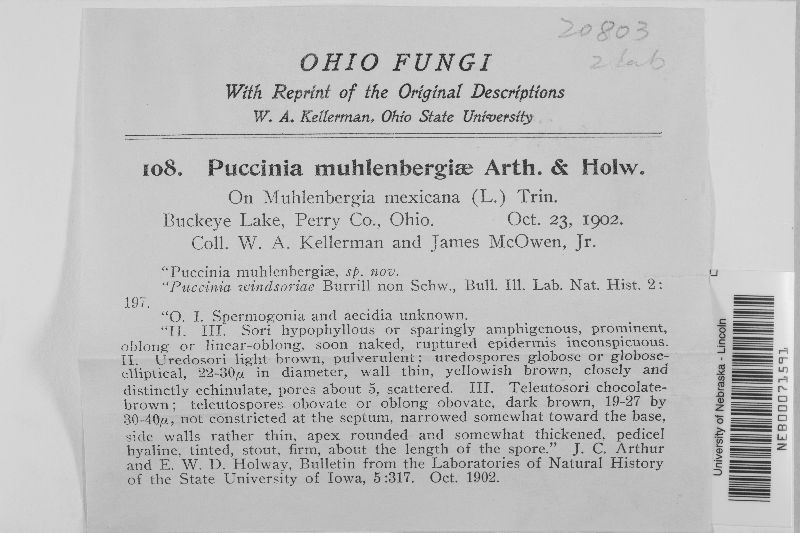 20803
OHIO FUNGI
With Reprint of the Original Descriptions
W. A. Kellerman, Ohio State University
108. Puccinia muhlenbergiæ Arth. & Holw.
On Muhlenbergia mexicana (L.) Trin.
Buckeye Lake, Perry Co., Ohio. Oct. 23, 1902.
Coll. W. A. Kellerman and James McOwen, Jr.
"Puccinia muhlenbergiæ, sp. nov.
"Puccinia windsoriae Burrill non Schw., Bull. Ill. Lab. Nat. Hist. 2:
197.
"O. I. Spermogonia and aecidia unknown.
"II. III. Sori hypophyllous or sparingly amphigenous, prominent,
oblong or linear-oblong, soon naked, ruptured epidermis inconspicuous.
II. Uredosori light brown, pulverulent; uredospores globose or globose-
elliptical, 22-30µ in diameter, wall thin, yellowish brown, closely and
distinctly echinulate, pores about 5, scattered. III. Teleutosori chocolate-
brown; teleutospores obovate or oblong obovate, dark brown, 19-27 by
30-40µ, not constricted at the septum, narrowed somewhat toward the base,
side walls rather thin, apex rounded and somewhat thickened, pedicel
hyaline, tinted, stout, firm, about the length of the spore." J. C. Arthur
and E. W. D. Holway, Bulletin from the Laboratories of Natural History
of the State University of Iowa, 5:317. Oct. 1902.
University of Nebraska - Lincoln
NEB00071591